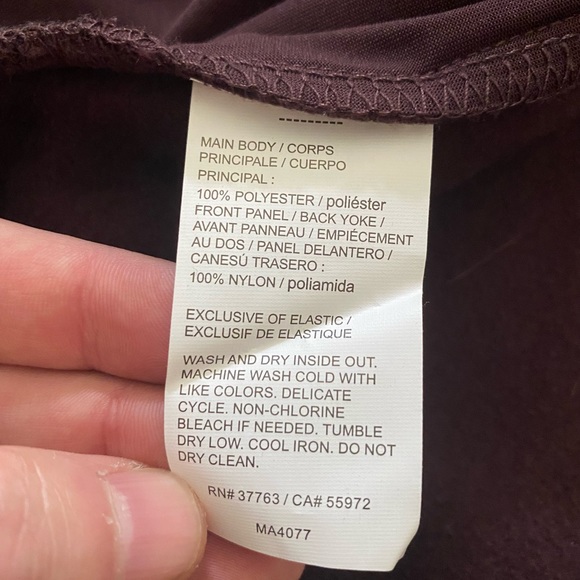 MAIN BODY / CORPS
PRINCIPALE / CUERPO
PRINCIPAL :
100% POLYESTER / poliéster
FRONT PANEL / BACK YOKE /
AVANT PANNEAU / EMPIÉCEMENT
AU DOS / PANEL DELANTERO /
CANESÚ TRASERO :
100% NYLON / poliamida
EXCLUSIVE OF ELASTIC /
EXCLUSIF DE ELASTIQUE
WASH AND DRY INSIDE OUT.
MACHINE WASH COLD WITH
LIKE COLORS. DELICATE
CYCLE. NON-CHLORINE
BLEACH IF NEEDED. TUMBLE
DRY LOW. COOL IRON. DO NOT
DRY CLEAN.
RN# 37763 / CA# 55972
MA4077